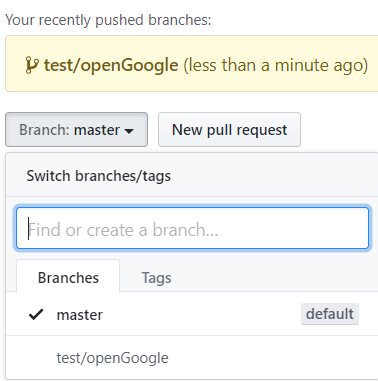 Your recently pushed branches:
test/openGoogle (less than a minute ago)
Branch: master New pull request
Switch branches/tags
Find or create a branch...
Branches Tags
master default
test/openGoogle